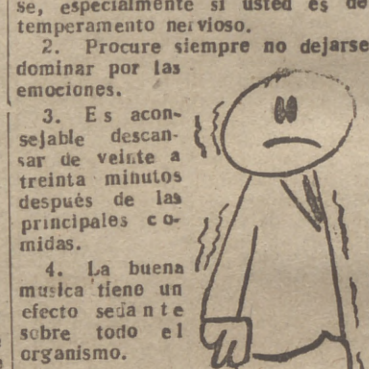 se, especialmente si usted es de
temperamento nervioso.
2. Procure siempre no dejarse
dominar por las
emociones.
3. Es acon-
sejable descan-
sar de veinte a
treinta minutos
después de las
principales co-
midas.
4. La buena
musica tiene un
efecto sedante
sobre todo el
organismo.